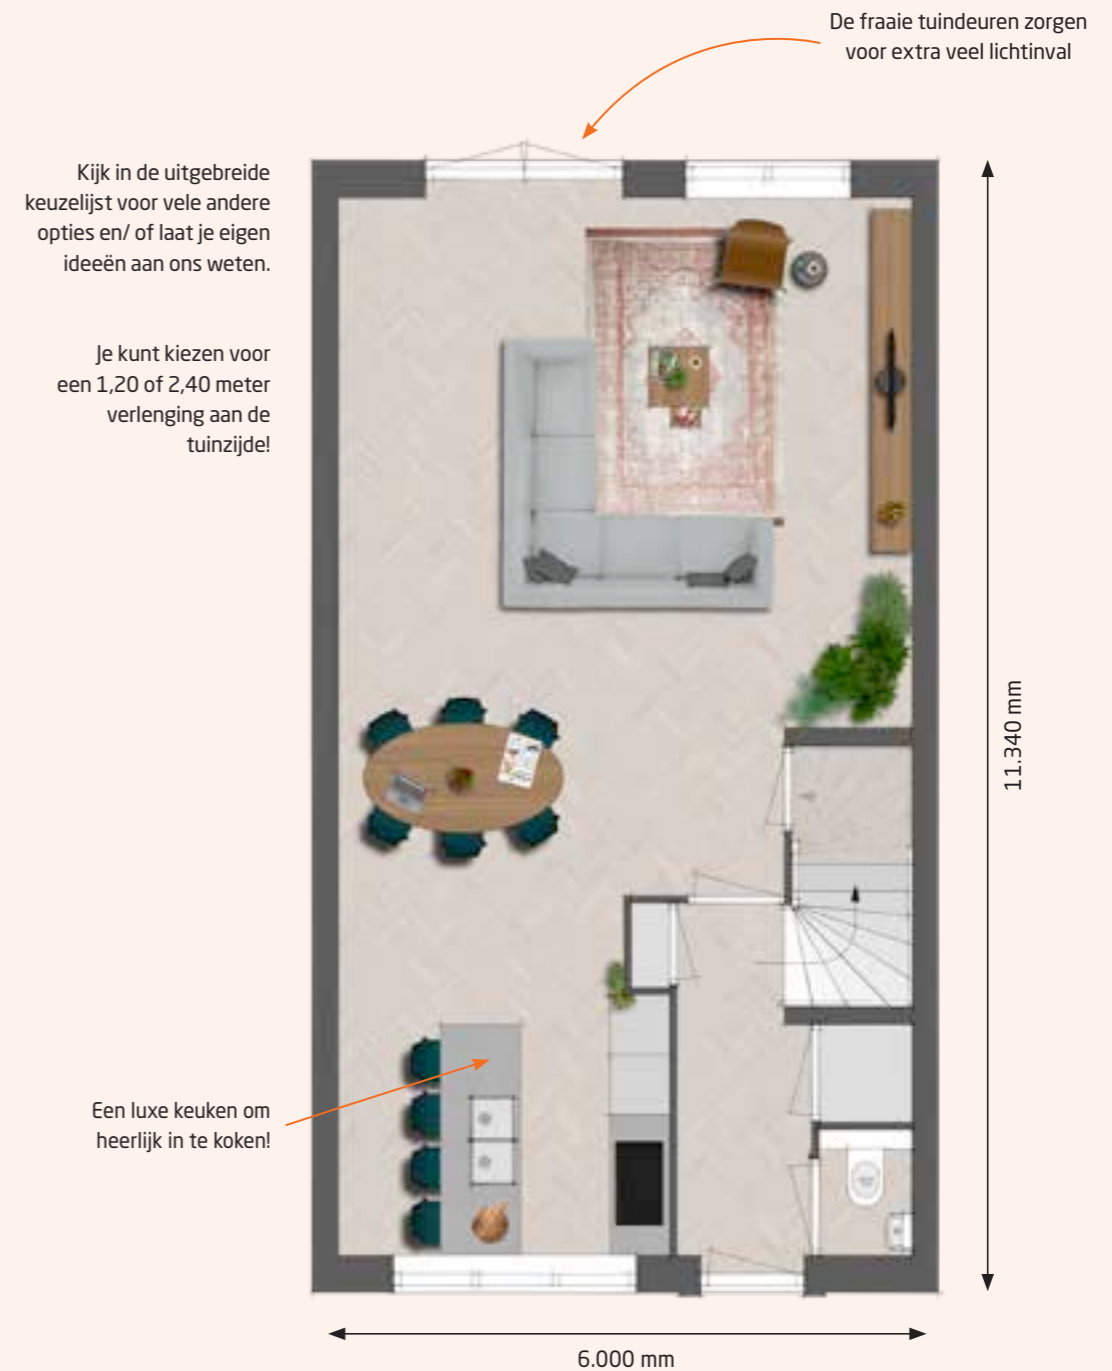 De fraaie tuindeuren zorgen
voor extra veel lichtinval
Kijk in de uitgebreide
keuzelijst voor vele andere
opties en/ of laat je eigen
ideeën aan ons weten.
Je kunt kiezen voor
een 1,20 of 2,40 meter
verlenging aan de
tuinzijde!
11.340 mm
Een luxe keuken om
heerlijk in te koken!
6.000 mm